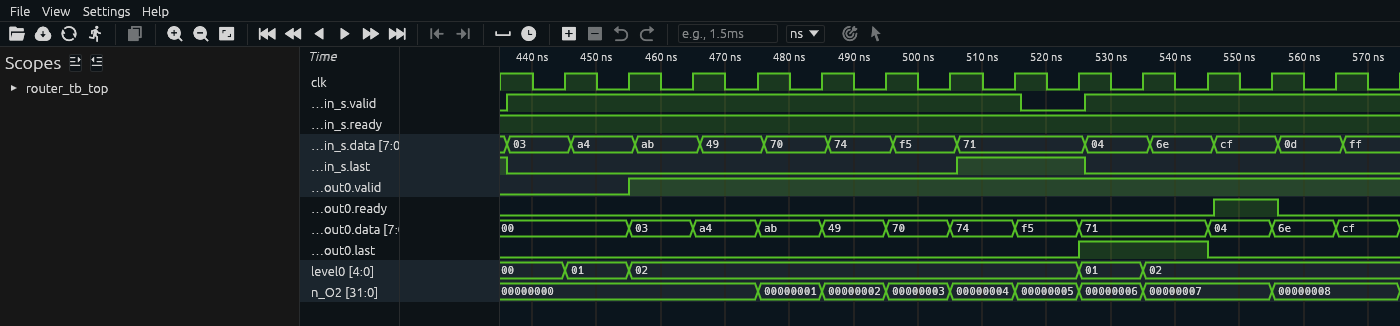 File View Settings Help
e.g., 1.5ms ns
Scopes
router_tb_top
Time 440 ns 450 ns 460 ns 470 ns 480 ns 490 ns 500 ns 510 ns 520 ns 530 ns 540 ns 550 ns 560 ns 570 ns
clk
...in_s.valid
...in_s.ready
...in_s.data [7:0 03 a4 ab 49 70 74 f5 71 04 6e cf 0d ff
...in_s.last
...out0.valid
...out0.ready
...out0.data [7: 00 03 a4 ab 49 70 74 f5 71 04 6e cf
...out0.last
level0 [4:0] 00 01 02 01 02
n_O2 [31:0] 00000000 00000001 00000002 00000003 00000004 00000005 00000006 00000007 00000008